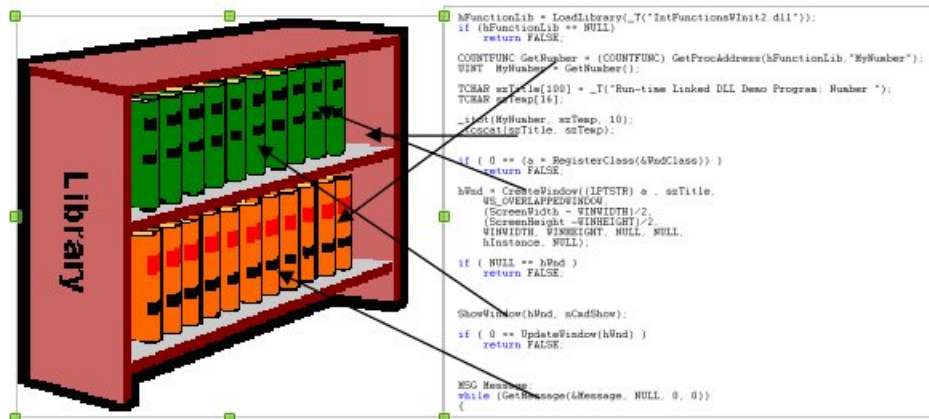 Library
hFunctionLib = LoadLibrary(_T("IntFunctionsWInit2.dll"));
if (hFunctionLib == NULL)
return FALSE;
COUNTFUNC GetNumber = (COUNTFUNC) GetProcAddress(hFunctionLib,"MyNumber");
UINT MyNumber = GetNumber();
TCHAR szTitle[100] = _T("Run-time Linked DLL Demo Program: Number ");
TCHAR szTemp[16];
_itot(MyNumber, szTemp, 10);
_tcscat(szTitle, szTemp);
if ( 0 == (a = RegisterClass(&WndClass)) )
return FALSE;
hWnd = CreateWindow((LPTSTR) a , szTitle,
WS_OVERLAPPEDWINDOW,
(ScreenWidth - WINWIDTH)/2,
(ScreenHeight -WINHEIGHT)/2,
WINWIDTH, WINHEIGHT, NULL, NULL,
hInstance, NULL);
if ( NULL == hWnd )
return FALSE;
ShowWindow(hWnd, nCmdShow);
if ( 0 == UpdateWindow(hWnd) )
return FALSE;
MSG Message;
while (GetMessage(&Message, NULL, 0, 0))
{